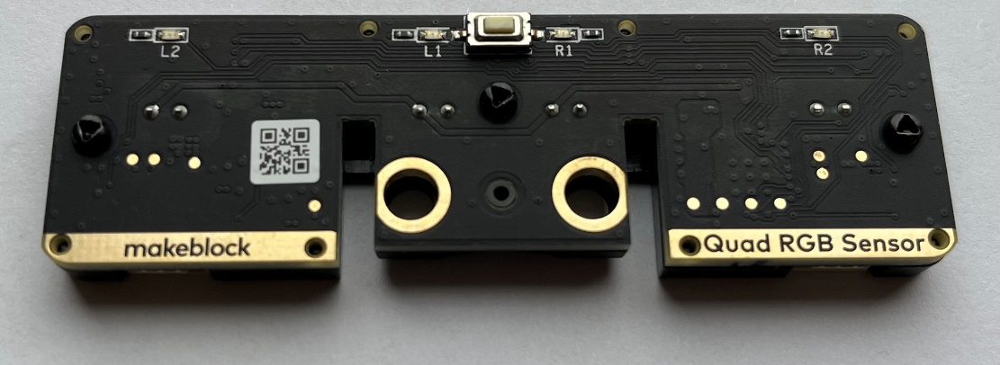 L2
L1
R1
R2
makeblock
Quad RGB Sensor